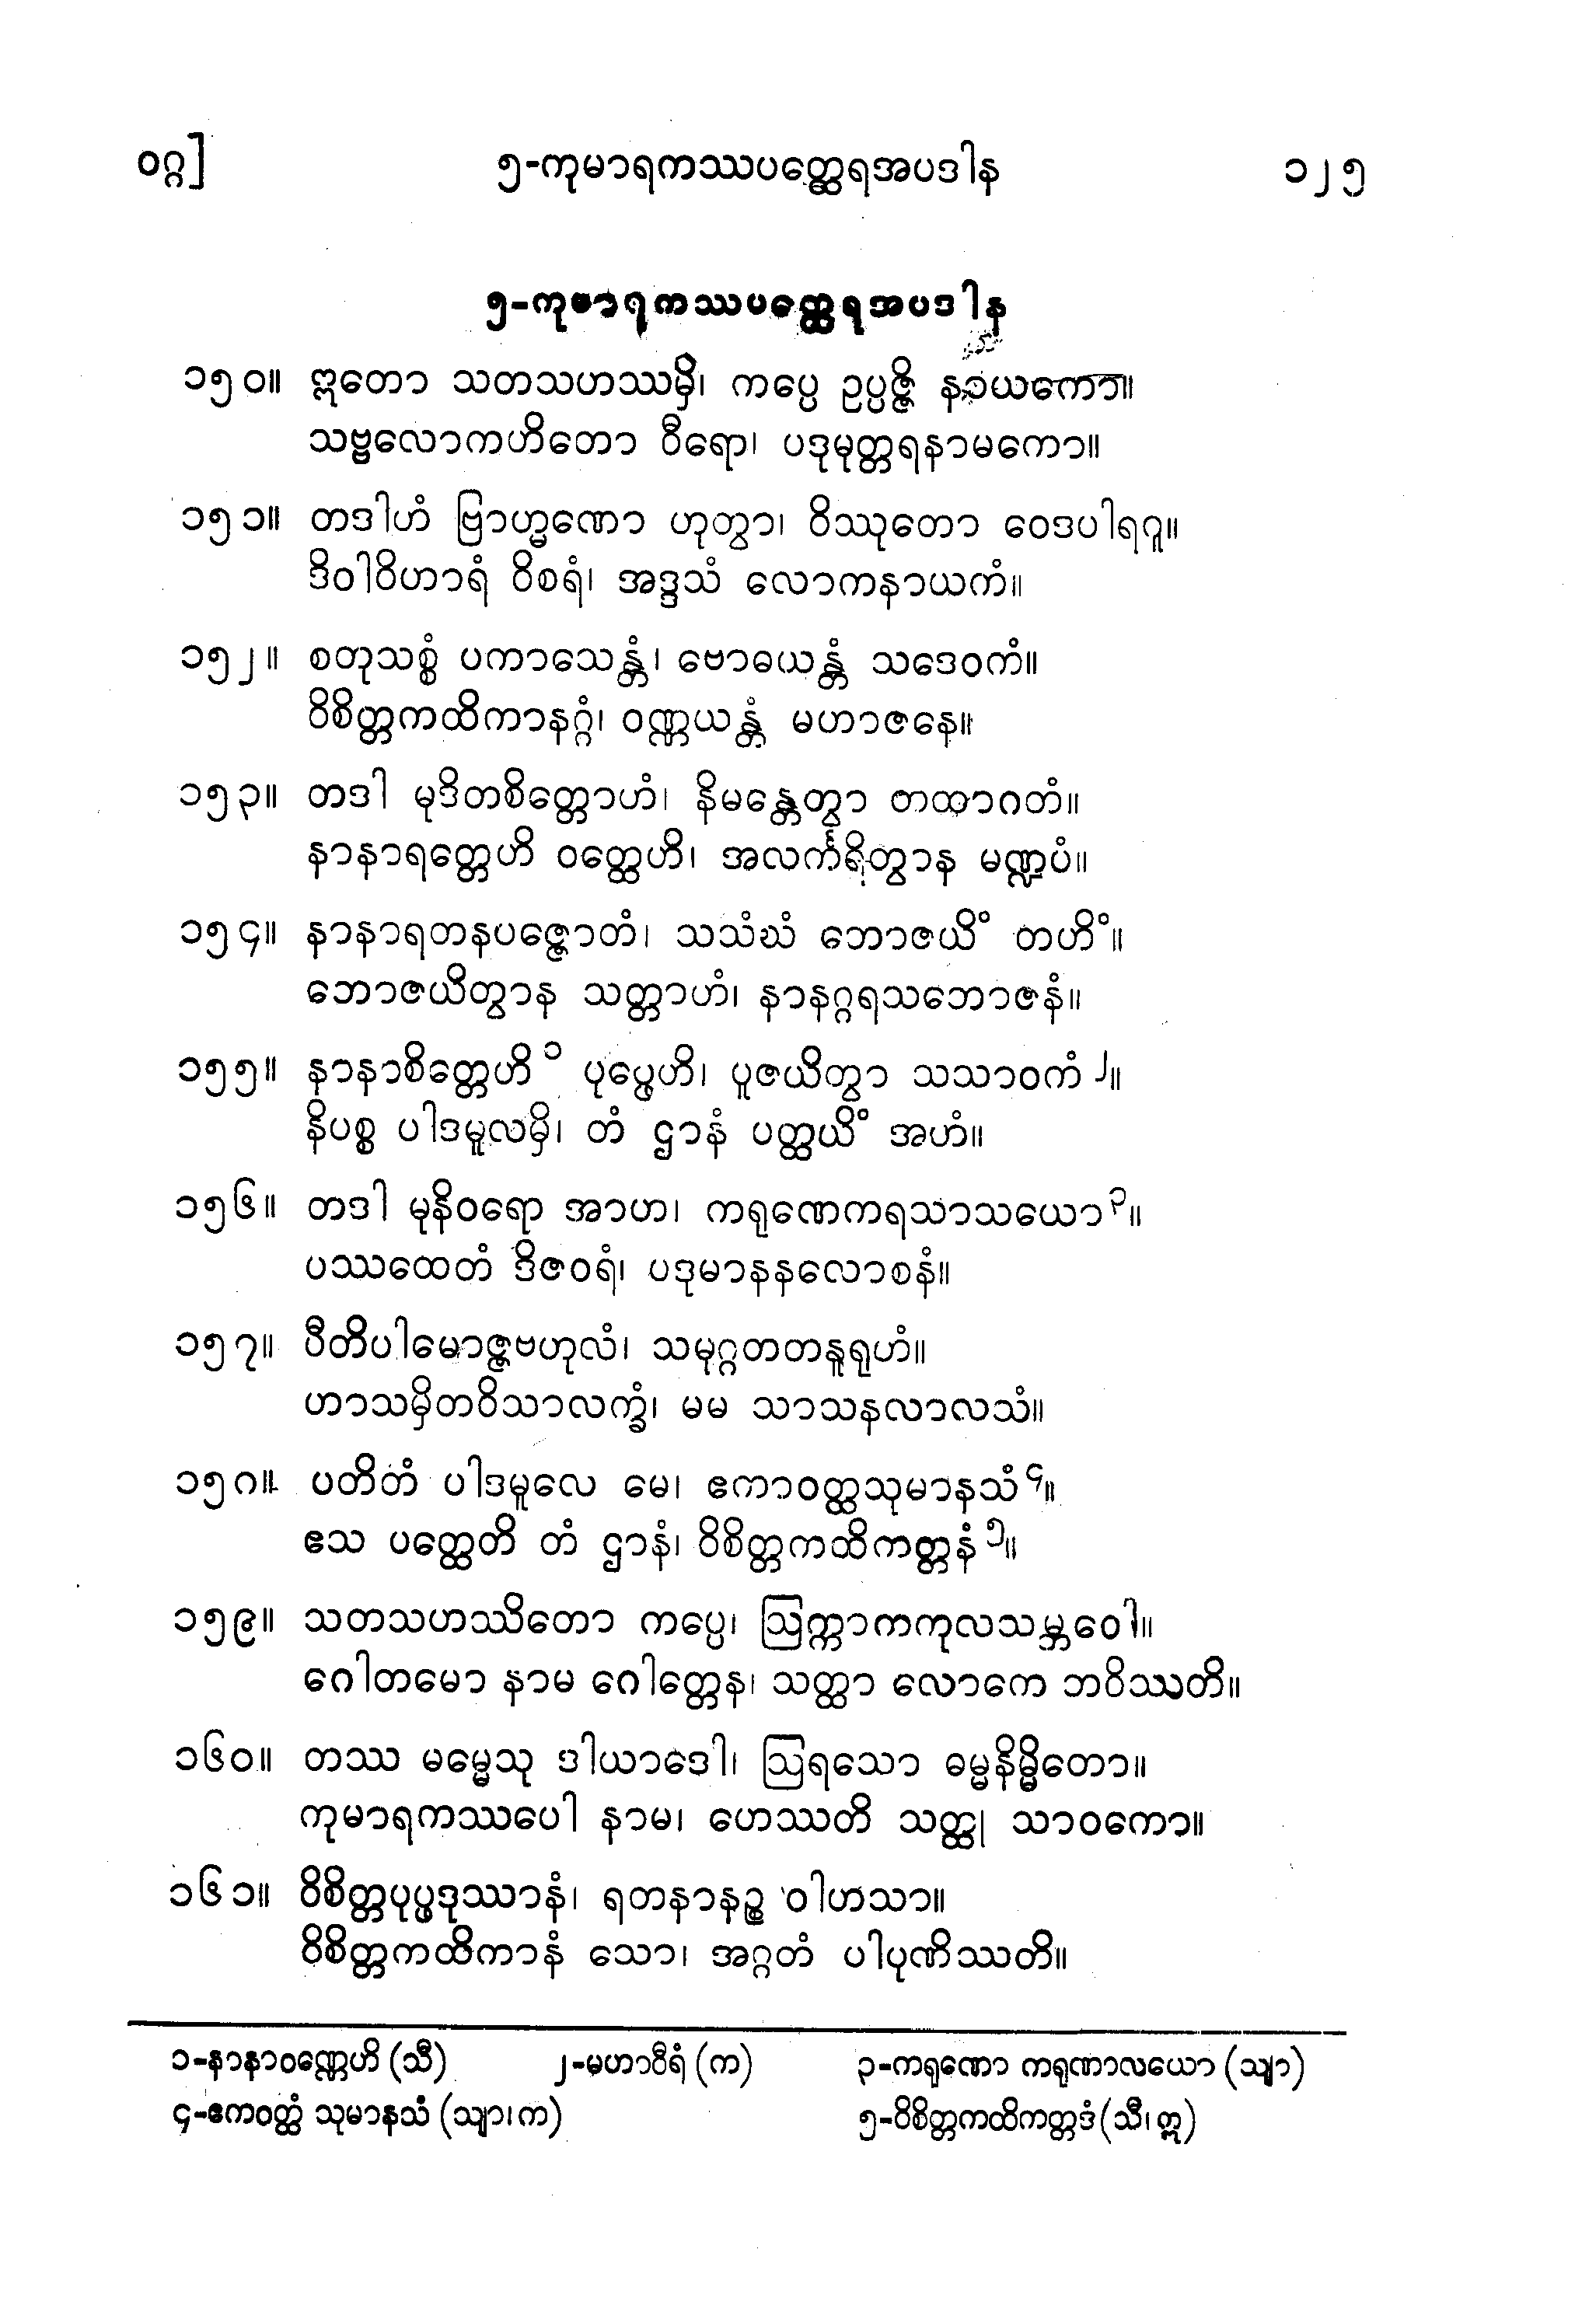 ဝဂ္ဂ] ၅-ကုမာရကဿပတ္ထေရအပဒါန ၁၂၅
၅-ကုမာရကဿပတ္ထေရအပဒါန
၁၅၀။ ဣတော သတသဟဿမှိ၊ ကပ္ပေ ဥပ္ပဇ္ဇိ နာယကော။
သဗ္ဗလောကဟိတော ဝီရော၊ ပဒုမုတ္တရနာမကော။
၁၅၁။ တဒါဟံ ဗြာဟ္မဏော ဟုတွာ၊ ဝိဿုတော ဝေဒပါရဂူ။
ဒိဝါဝိဟာရံ ဝိစရံ၊ အဒ္ဒသံ လောကနာယကံ။
၁၅၂။ စတုသစ္စံ ပကာသေန္တံ၊ ဗောဓယန္တံ သဒေဝကံ။
ဝိစိတ္တကထိကာနဂ္ဂံ၊ ဝဏ္ဏယန္တံ မဟာဇနေ။
၁၅၃။ တဒါ မုဒိတစိတ္တောဟံ၊ နိမန္တေတွာ တထာဂတံ။
နာနာရတ္တေဟိ ဝတ္ထေဟိ၊ အလင်္ကရိတွာန မဏ္ဍပံ။
၁၅၄။ နာနာရတနပဇ္ဇောတံ၊ သသံဃံ ဘောဇယိံ တဟိံ။
ဘောဇယိတွာန သတ္တာဟံ၊ နာနဂ္ဂရသဘောဇနံ။
၁၅၅။ နာနာစိတ္တေဟိ ၁ ပုပ္ဖေဟိ၊ ပူဇယိတွာ သသာဝကံ ၂။
နိပစ္စ ပါဒမူလမှိ၊ တံ ဌာနံ ပတ္ထယိံ အဟံ။
၁၅၆။ တဒါ မုနိဝရော အာဟ၊ ကရုဏေကရသာသယော ၃။
ပဿထေတံ ဒိဇဝရံ၊ ပဒုမာနနလောစနံ။
၁၅၇။ ပီတိပါမောဇ္ဇဗဟုလံ၊ သမုဂ္ဂတတနူရုဟံ။
ဟာသမှိတဝိသာလက္ခံ၊ မမ သာသနလာလသံ။
၁၅၈။ ပတိတံ ပါဒမူလေ မေ၊ ဧကာဝတ္ထသုမာနသံ ၄။
ဧသ ပတ္ထေတိ တံ ဌာနံ၊ ဝိစိတ္တကထိကတ္တနံ ၅။
၁၅၉။ သတသဟဿိတော ကပ္ပေ၊ ဩက္ကာကကုလသမ္ဘဝေါ။
ဂေါတမော နာမ ဂေါတ္တေန၊ သတ္ထာ လောကေ ဘဝိဿတိ။
၁၆၀။ တဿ ဓမ္မေသု ဒါယာဒေါ၊ ဩရသော ဓမ္မနိမ္မိတော။
ကုမာရကဿပေါ နာမ၊ ဟေဿတိ သတ္ထု သာဝကော။
၁၆၁။ ဝိစိတ္တပုပ္ဖဒုဿာနံ၊ ရတနာနဉ္စ ဝါဟသာ။
ဝိစိတ္တကထိကာနံ သော၊ အဂ္ဂတံ ပါပုဏိဿတိ။
၁-နာနာဝဏ္ဏေဟိ (သီ) ၂-မဟာဝီရံ (က) ၃-ကရုဏော ကရုဏာလယော (သျာ)
၄-ဧကဝတ္ထံ သုမာနသံ (သျာ၊က) ၅-ဝိစိတ္တကထိကတ္တဒံ (သီ၊ဣ)